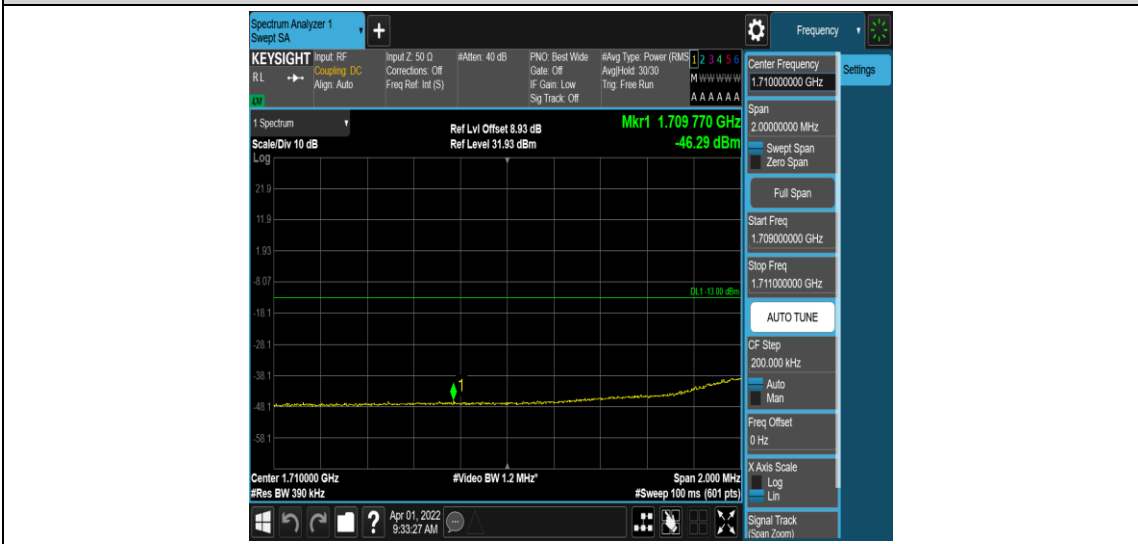 Spectrum Analyzer 1
Swept SA
+
Frequency
KEYSIGHT
RL
LXI
Input: RF
Coupling: DC
Align: Auto
Input Z: 50 Ω
Corrections: Off
Freq Ref: Int (S)
#Atten: 40 dB
PNO: Best Wide
Gate: Off
IF Gain: Low
Sig Track: Off
#Avg Type: Power (RMS
Avg|Hold: 30/30
Trig: Free Run
1 2 3 4 5 6
M W W W W W
A A A A A A
1 Spectrum
Scale/Div 10 dB
Log
Ref Lvl Offset 8.93 dB
Ref Level 31.93 dBm
Mkr1 1.709 770 GHz
-46.29 dBm
21.9
11.9
1.93
-8.07
DL1 -13.00 dBm
-18.1
-28.1
-38.1
1
-48.1
-58.1
Center 1.710000 GHz
#Res BW 390 kHz
#Video BW 1.2 MHz*
Span 2.000 MHz
#Sweep 100 ms (601 pts)
?
Apr 01, 2022
9:33:27 AM
Center Frequency
1.710000000 GHz
Settings
Span
2.00000000 MHz
Swept Span
Zero Span
Full Span
Start Freq
1.709000000 GHz
Stop Freq
1.711000000 GHz
AUTO TUNE
CF Step
200.000 kHz
Auto
Man
Freq Offset
0 Hz
X Axis Scale
Log
Lin
Signal Track
(Span Zoom)